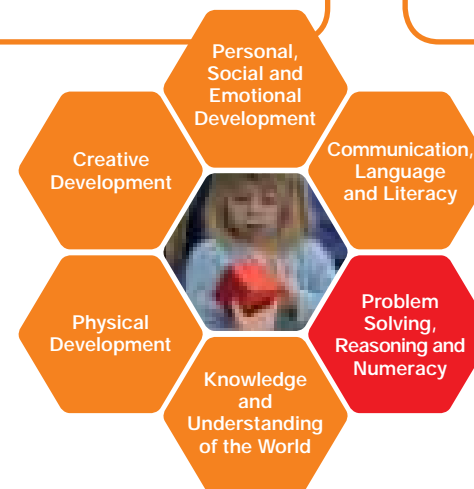 Personal,
Social and
Emotional
Development
Communication,
Language
and Literacy
Problem
Solving,
Reasoning and
Numeracy
Knowledge
and
Understanding
of the World
Physical
Development
Creative
Development